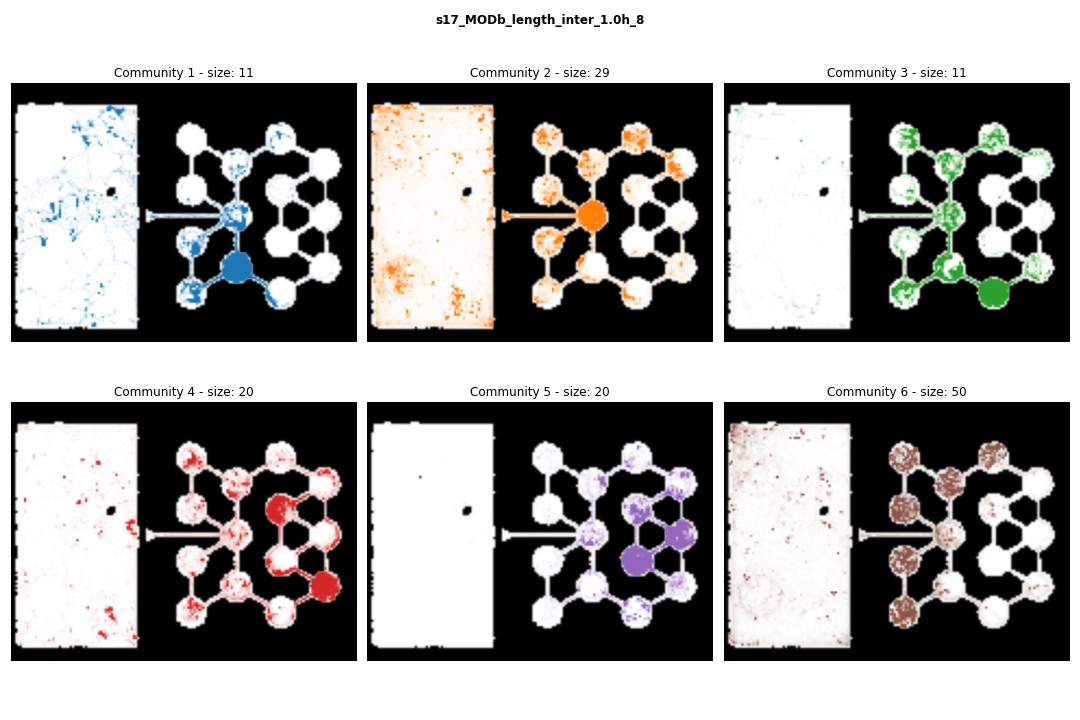 s17_MODb_length_inter_1.0h_8
Community 1 - size: 11
Community 2 - size: 29
Community 3 - size: 11
Community 4 - size: 20
Community 5 - size: 20
Community 6 - size: 50